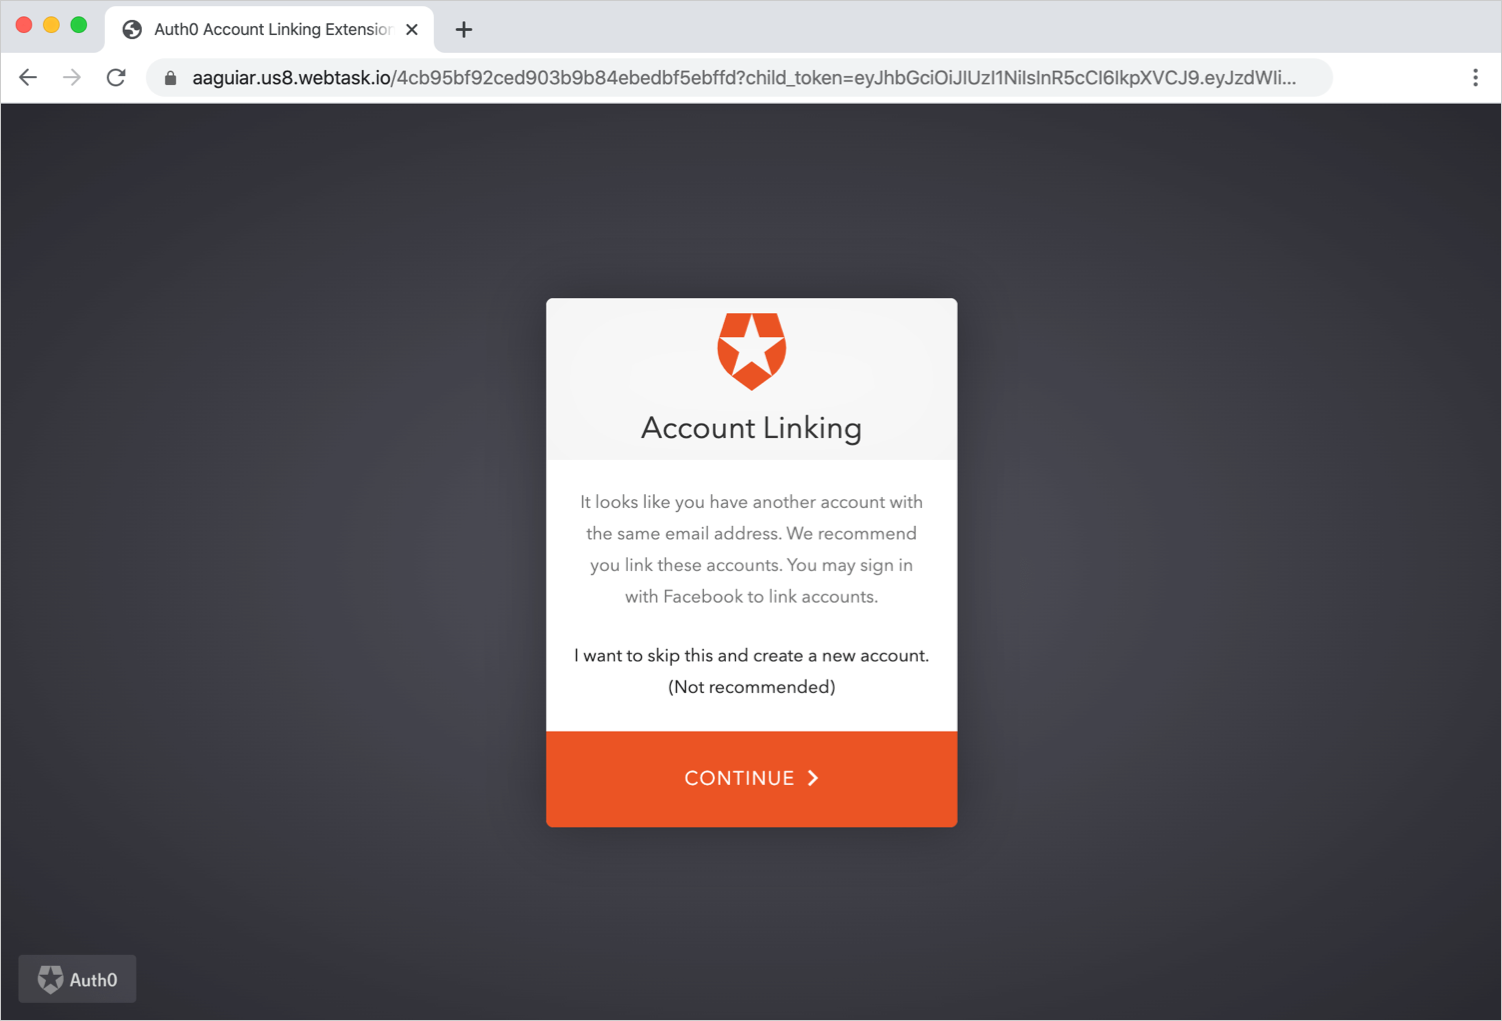 Auth0 Account Linking Extension
aaguiar.us8.webtask.io/4cb95bf92ced903b9b84ebedbf5ebffd?child_token=eyJhbGciOiJIUzI1NiIsInR5cCI6IkpXVCJ9.eyJzdWIi...
Account Linking
It looks like you have another account with
the same email address. We recommend
you link these accounts. You may sign in
with Facebook to link accounts.
I want to skip this and create a new account.
(Not recommended)
CONTINUE
Auth0